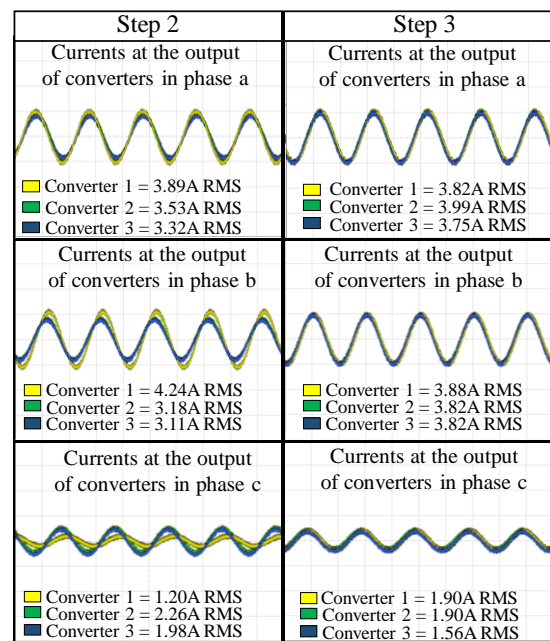 Step 2
Step 3
Currents at the output
of converters in phase a
Converter 1 = 3.89A RMS
Converter 2 = 3.53A RMS
Converter 3 = 3.32A RMS
Currents at the output
of converters in phase a
Converter 1 = 3.82A RMS
Converter 2 = 3.99A RMS
Converter 3 = 3.75A RMS
Currents at the output
of converters in phase b
Converter 1 = 4.24A RMS
Converter 2 = 3.18A RMS
Converter 3 = 3.11A RMS
Currents at the output
of converters in phase b
Converter 1 = 3.88A RMS
Converter 2 = 3.82A RMS
Converter 3 = 3.82A RMS
Currents at the output
of converters in phase c
Converter 1 = 1.20A RMS
Converter 2 = 2.26A RMS
Converter 3 = 1.98A RMS
Currents at the output
of converters in phase c
Converter 1 = 1.90A RMS
Converter 2 = 1.90A RMS
Converter 3 = 1.56A RMS